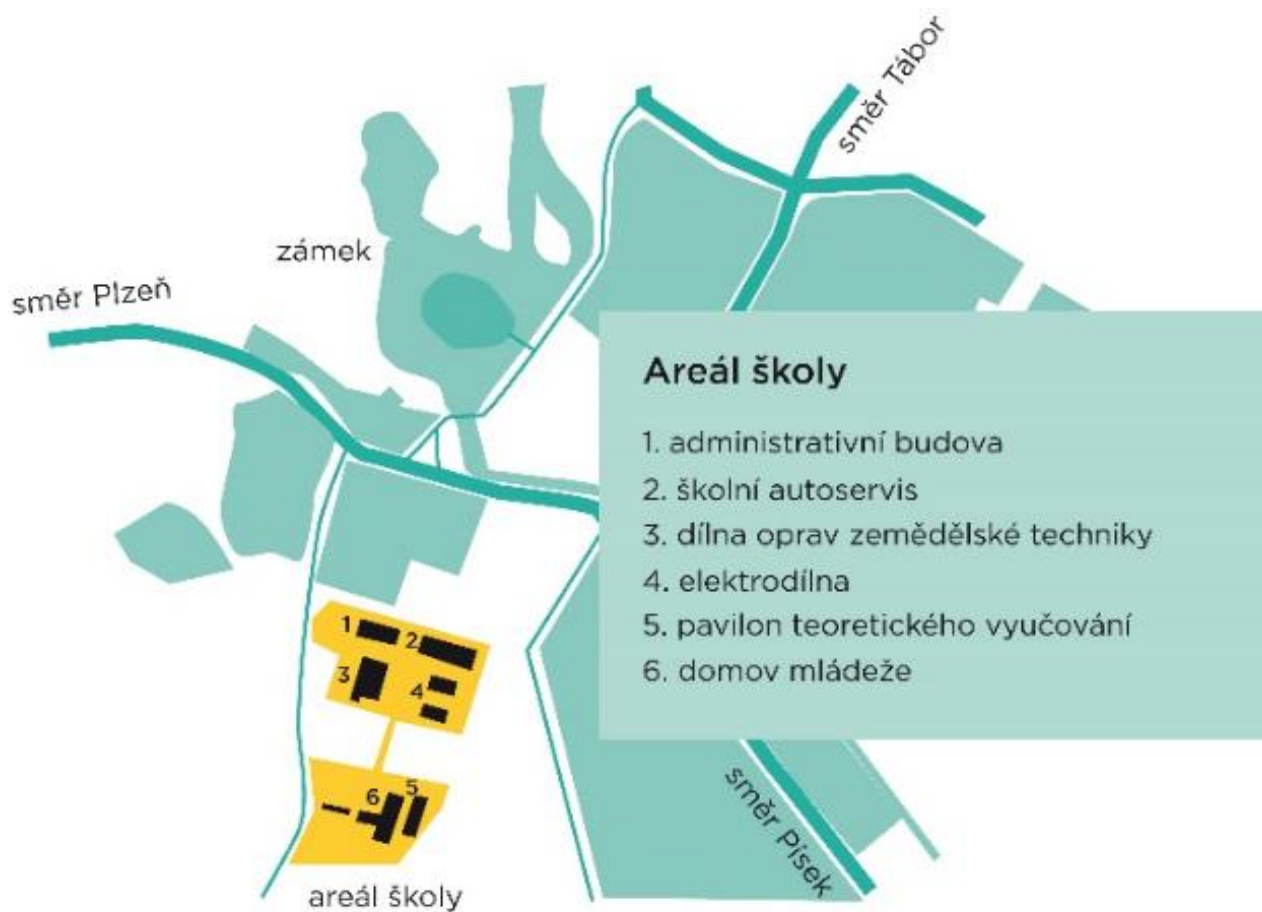 směr Tábor
zámek
směr Plzeň
Areál školy
1. administrativní budova
2. školní autoservis
3. dílna oprav zemědělské techniky
4. elektrodílna
5. pavilon teoretického vyučování
6. domov mládeže
1
2
3
4
6
5
směr Písek
areál školy